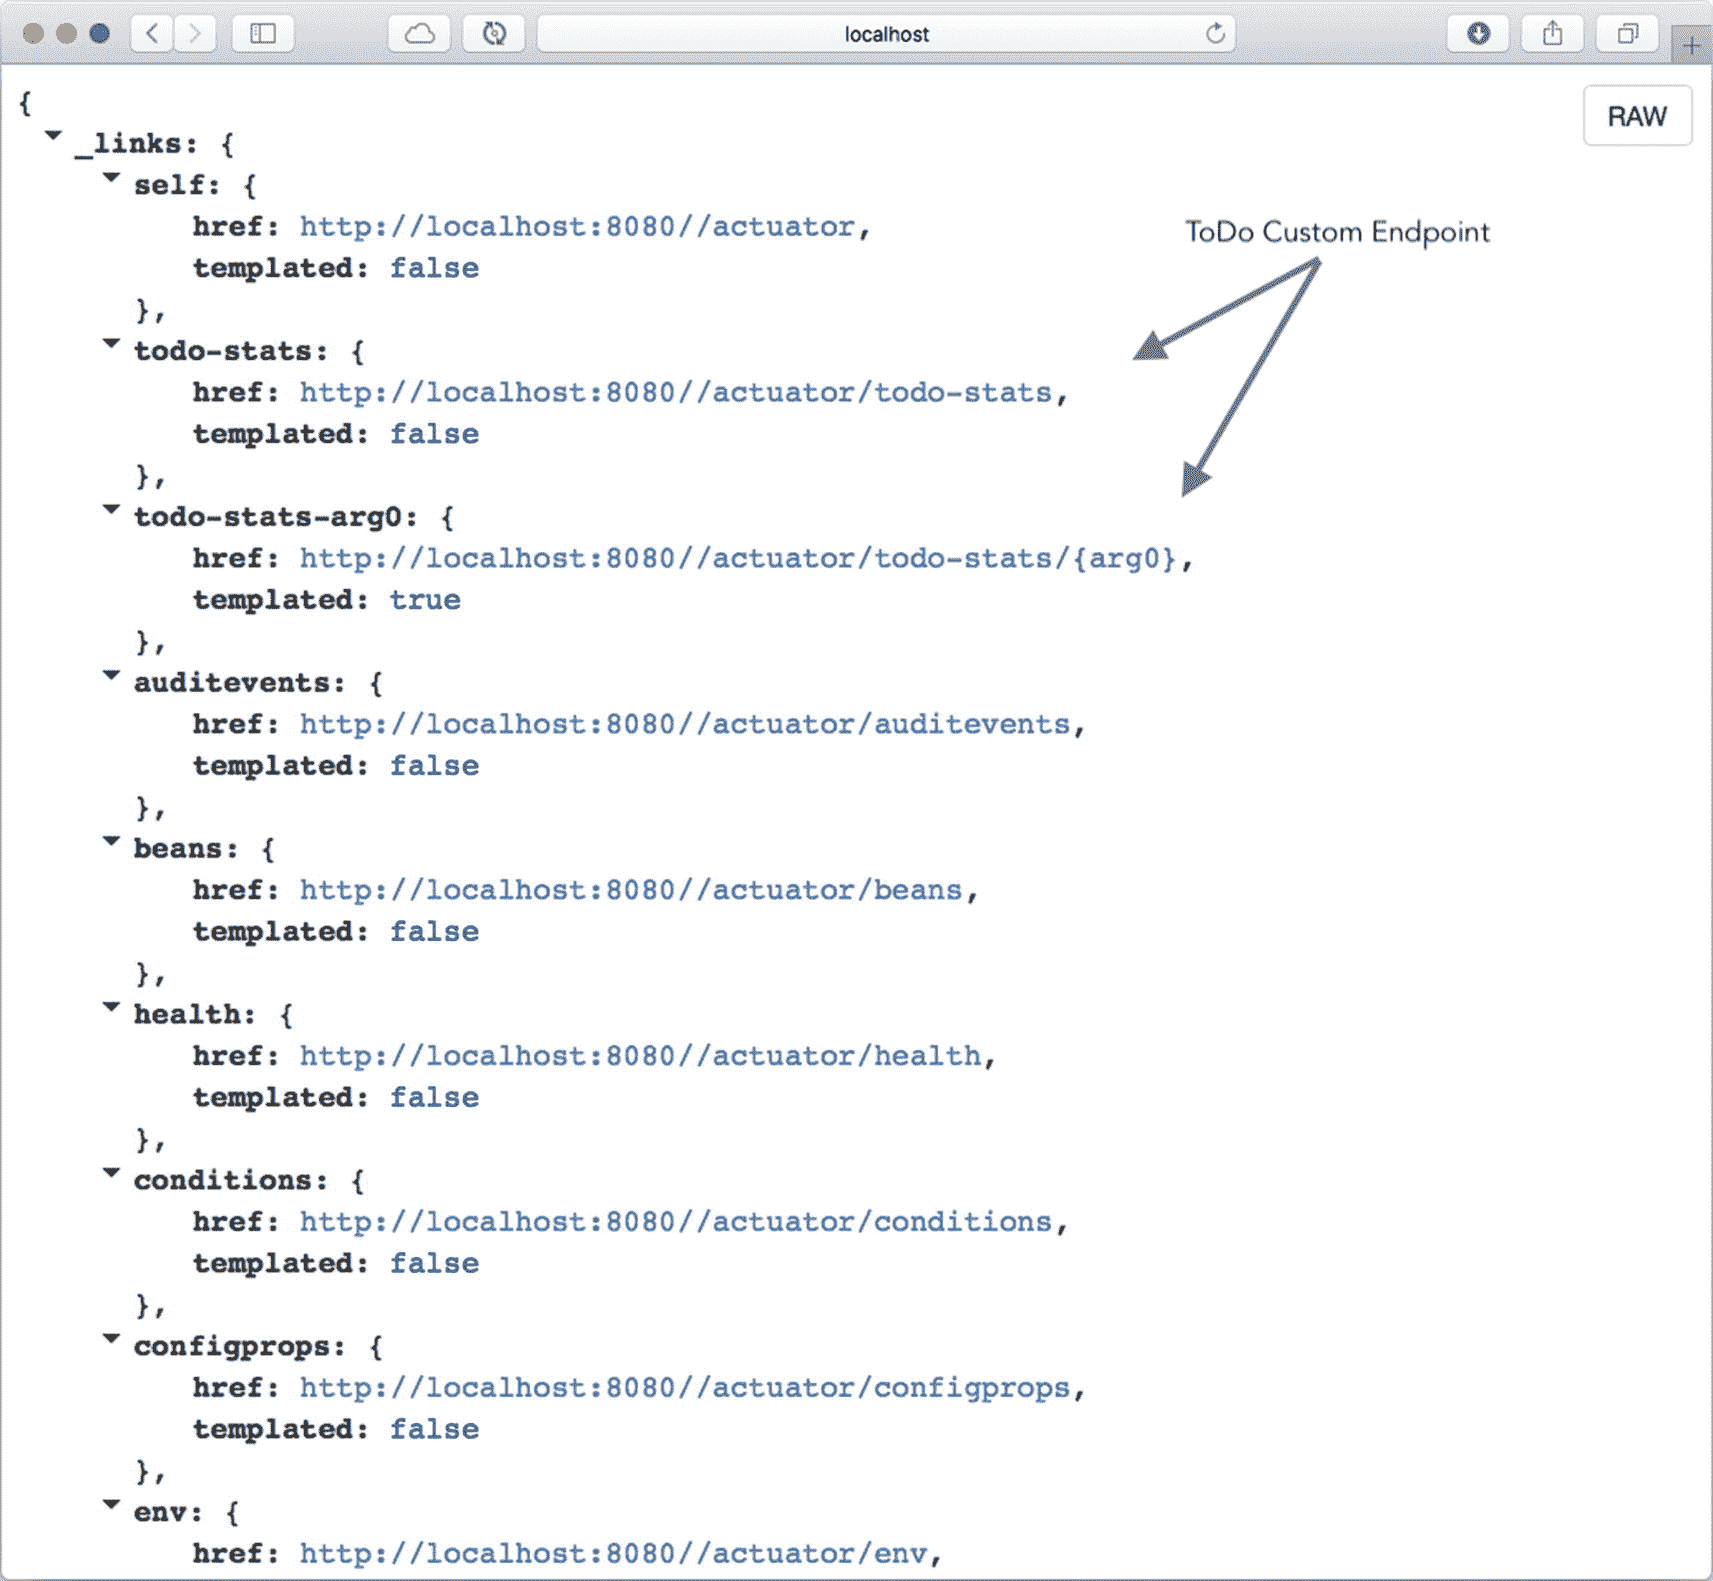 localhost
RAW
{
_links: {
self: {
href: http://localhost:8080//actuator,
templated: false
},
ToDo Custom Endpoint
todo-stats: {
href: http://localhost:8080//actuator/todo-stats,
templated: false
},
todo-stats-arg0: {
href: http://localhost:8080//actuator/todo-stats/{arg0},
templated: true
},
auditevents: {
href: http://localhost:8080//actuator/auditevents,
templated: false
},
beans: {
href: http://localhost:8080//actuator/beans,
templated: false
},
health: {
href: http://localhost:8080//actuator/health,
templated: false
},
conditions: {
href: http://localhost:8080//actuator/conditions,
templated: false
},
configprops: {
href: http://localhost:8080//actuator/configprops,
templated: false
},
env: {
href: http://localhost:8080//actuator/env,